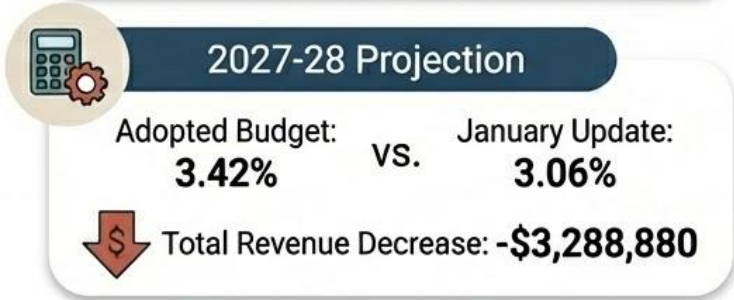 2027-28 Projection
Adopted Budget:
3.42%
vs.
January Update:
3.06%
$
Total Revenue Decrease: -$3,288,880